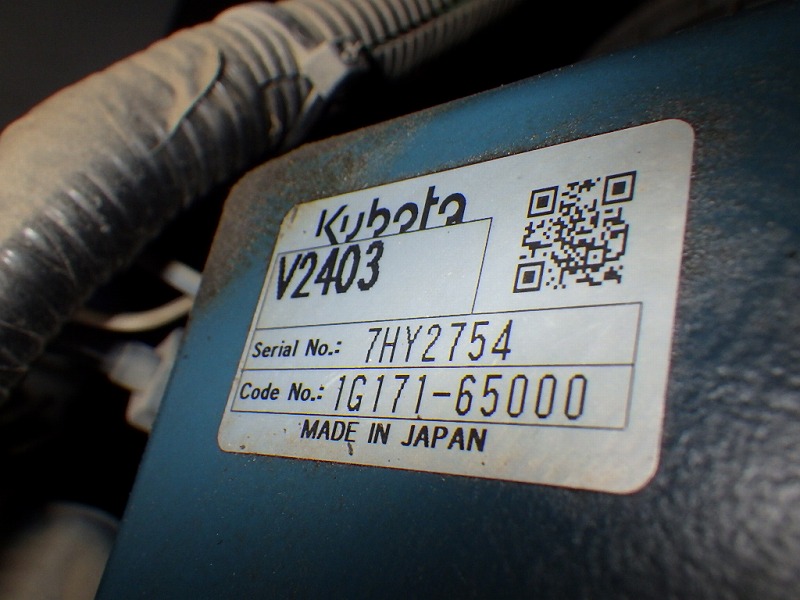 Kubota
V2403
Serial No.: 7HY2754
Code No.: 1G171-65000
MADE IN JAPAN